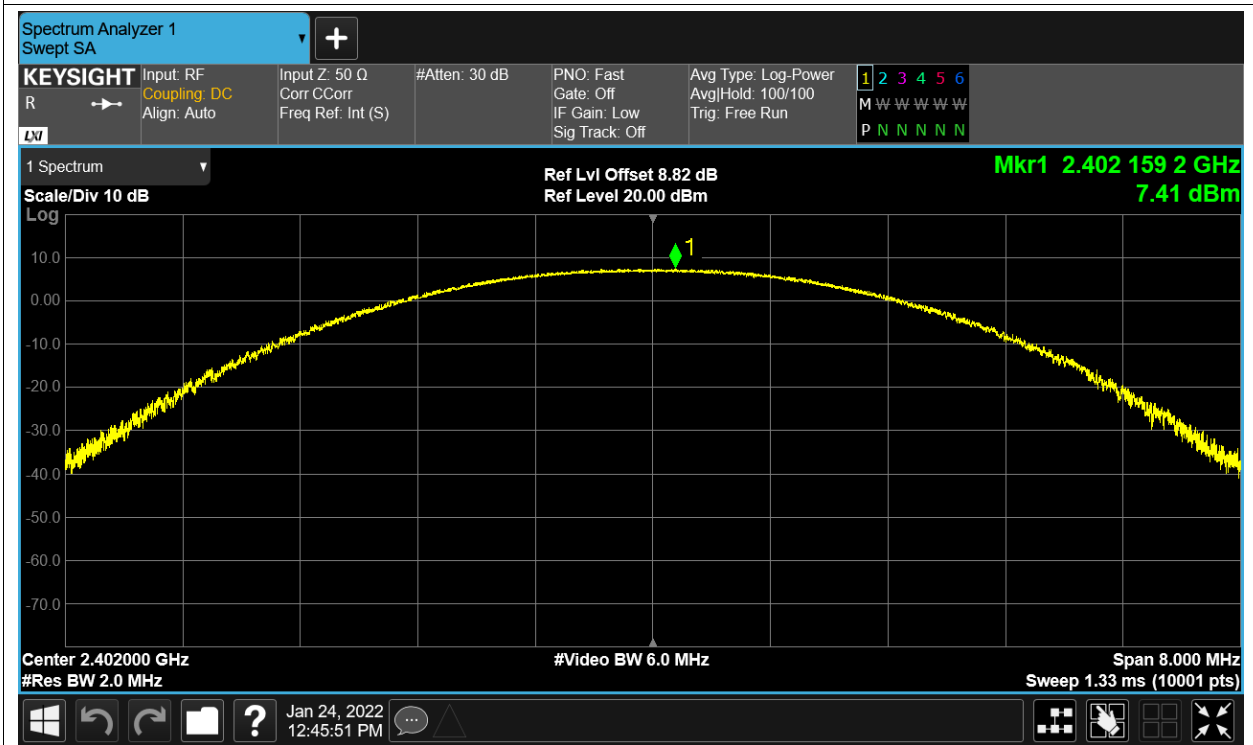 Spectrum Analyzer 1
Swept SA
+
KEYSIGHT
R
LXI
Input: RF
Coupling: DC
Align: Auto
Input Z: 50 Ω
Corr CCorr
Freq Ref: Int (S)
#Atten: 30 dB
PNO: Fast
Gate: Off
IF Gain: Low
Sig Track: Off
Avg Type: Log-Power
Avg|Hold: 100/100
Trig: Free Run
1 2 3 4 5 6
M W W W W W
P N N N N N
1 Spectrum
Scale/Div 10 dB
Log
Ref Lvl Offset 8.82 dB
Ref Level 20.00 dBm
Mkr1 2.402 159 2 GHz
7.41 dBm
1
10.0
0.00
-10.0
-20.0
-30.0
-40.0
-50.0
-60.0
-70.0
Center 2.402000 GHz
#Res BW 2.0 MHz
#Video BW 6.0 MHz
Span 8.000 MHz
Sweep 1.33 ms (10001 pts)
?
Jan 24, 2022
12:45:51 PM